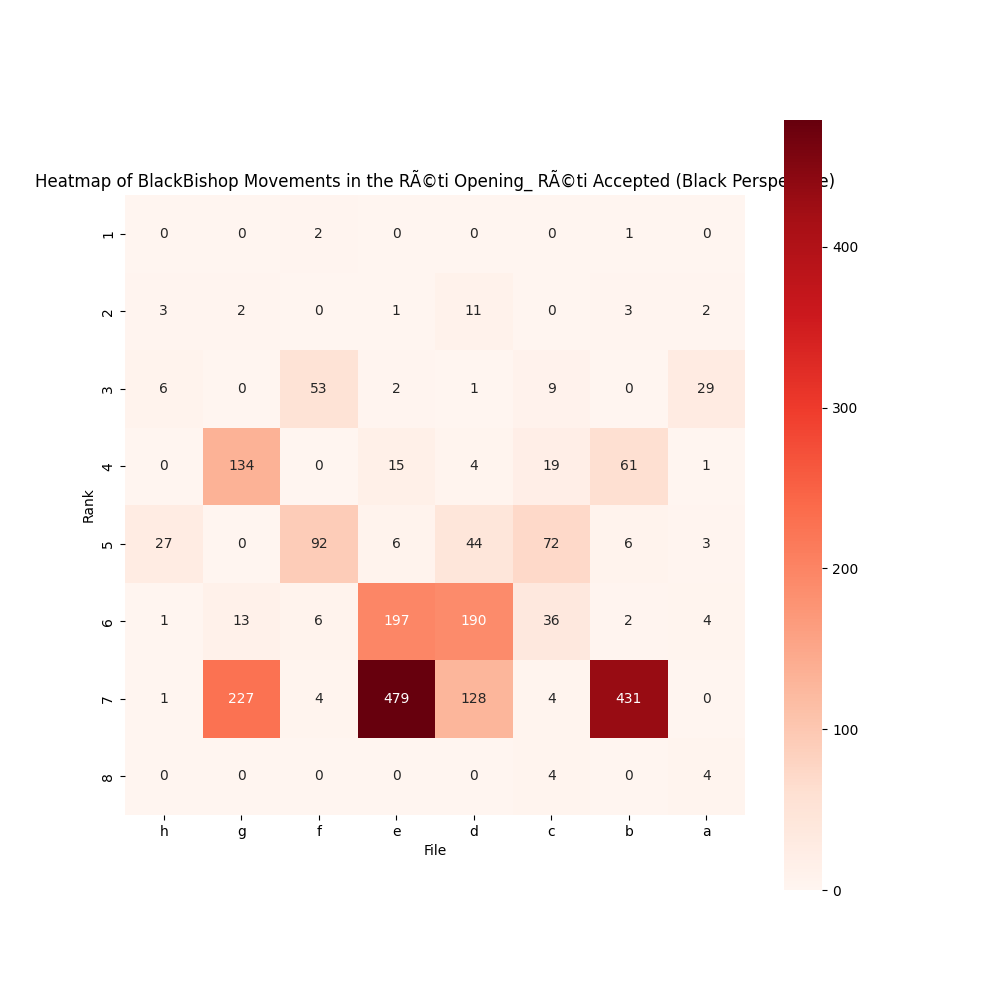 Heatmap of BlackBishop Movements in the RÃ©ti Opening_ RÃ©ti Accepted (Black Perspe e)
1 0 0 2 0 0 0 1 0
2 3 2 0 1 11 0 3 2
3 6 0 53 2 1 9 0 29
4 0 134 0 15 4 19 61 1
5 27 0 92 6 44 72 6 3
6 1 13 6 197 190 36 2 4
7 1 227 4 479 128 4 431 0
8 0 0 0 0 0 4 0 4
Rank
h g f e d c b a
File
400
300
200
100
0